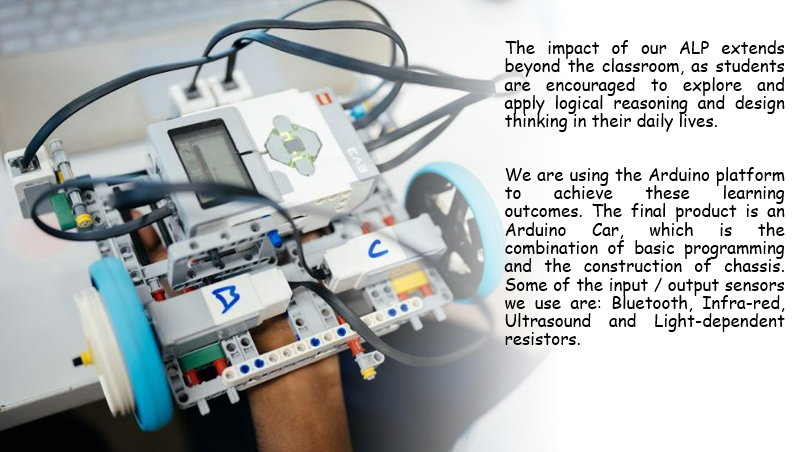 The impact of our ALP extends
beyond the classroom, as students
are encouraged to explore and
apply logical reasoning and design
thinking in their daily lives.
We are using the Arduino platform
to achieve these learning
outcomes. The final product is an
Arduino Car, which is the
combination of basic programming
and the construction of chassis.
Some of the input / output sensors
we use are: Bluetooth, Infra-red,
Ultrasound and Light-dependent
resistors.
EV3
B
C